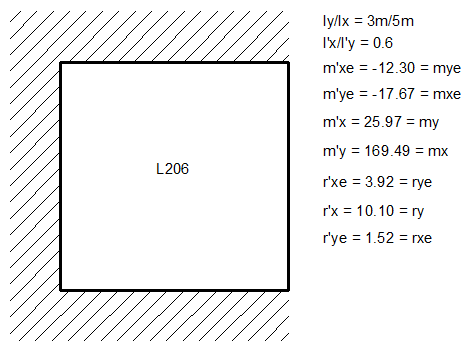 ly/lx = 3m/5m
l'x/l'y = 0.6
m'xe = -12.30 = mye
m'ye = -17.67 = mxe
m'x = 25.97 = my
L206
m'y = 169.49 = mx
r'xe = 3.92 = rye
r'x = 10.10 = ry
r'ye = 1.52 = rxe